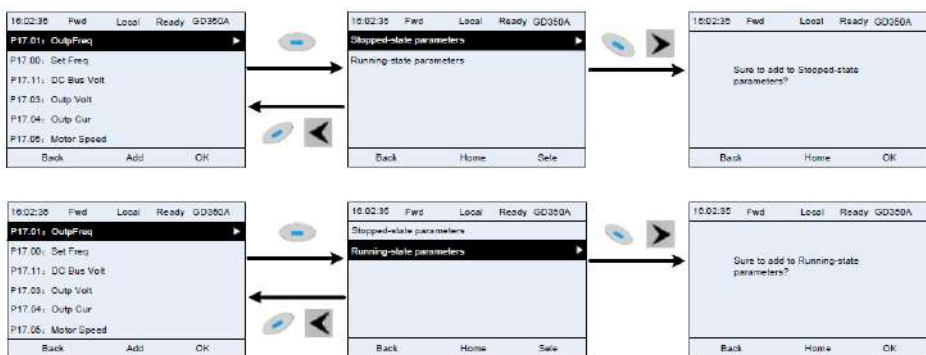 16:02:35 Fwd Local Ready GD350A
P17.01: OutpFreq
P17.00: Set Freq
P17.11: DC Bus Volt
P17.03: Outp Volt
P17.04: Outp Cur
P17.05: Motor Speed
Back Add OK
16:02:35 Fwd Local Ready GD350A
Stopped-state parameters
Running-state parameters
Back Home Sele
16:02:35 Fwd Local Ready GD350A
Sure to add to Stopped-state
parameters?
Back Home OK
16:02:35 Fwd Local Ready GD350A
P17.01: OutpFreq
P17.00: Set Freq
P17.11: DC Bus Volt
P17.03: Outp Volt
P17.04: Outp Cur
P17.05: Motor Speed
Back Add OK
16:02:35 Fwd Local Ready GD350A
Stopped-state parameters
Running-state parameters
Back Home Sele
16:02:35 Fwd Local Ready GD350A
Sure to add to Running-state
parameters?
Back Home OK